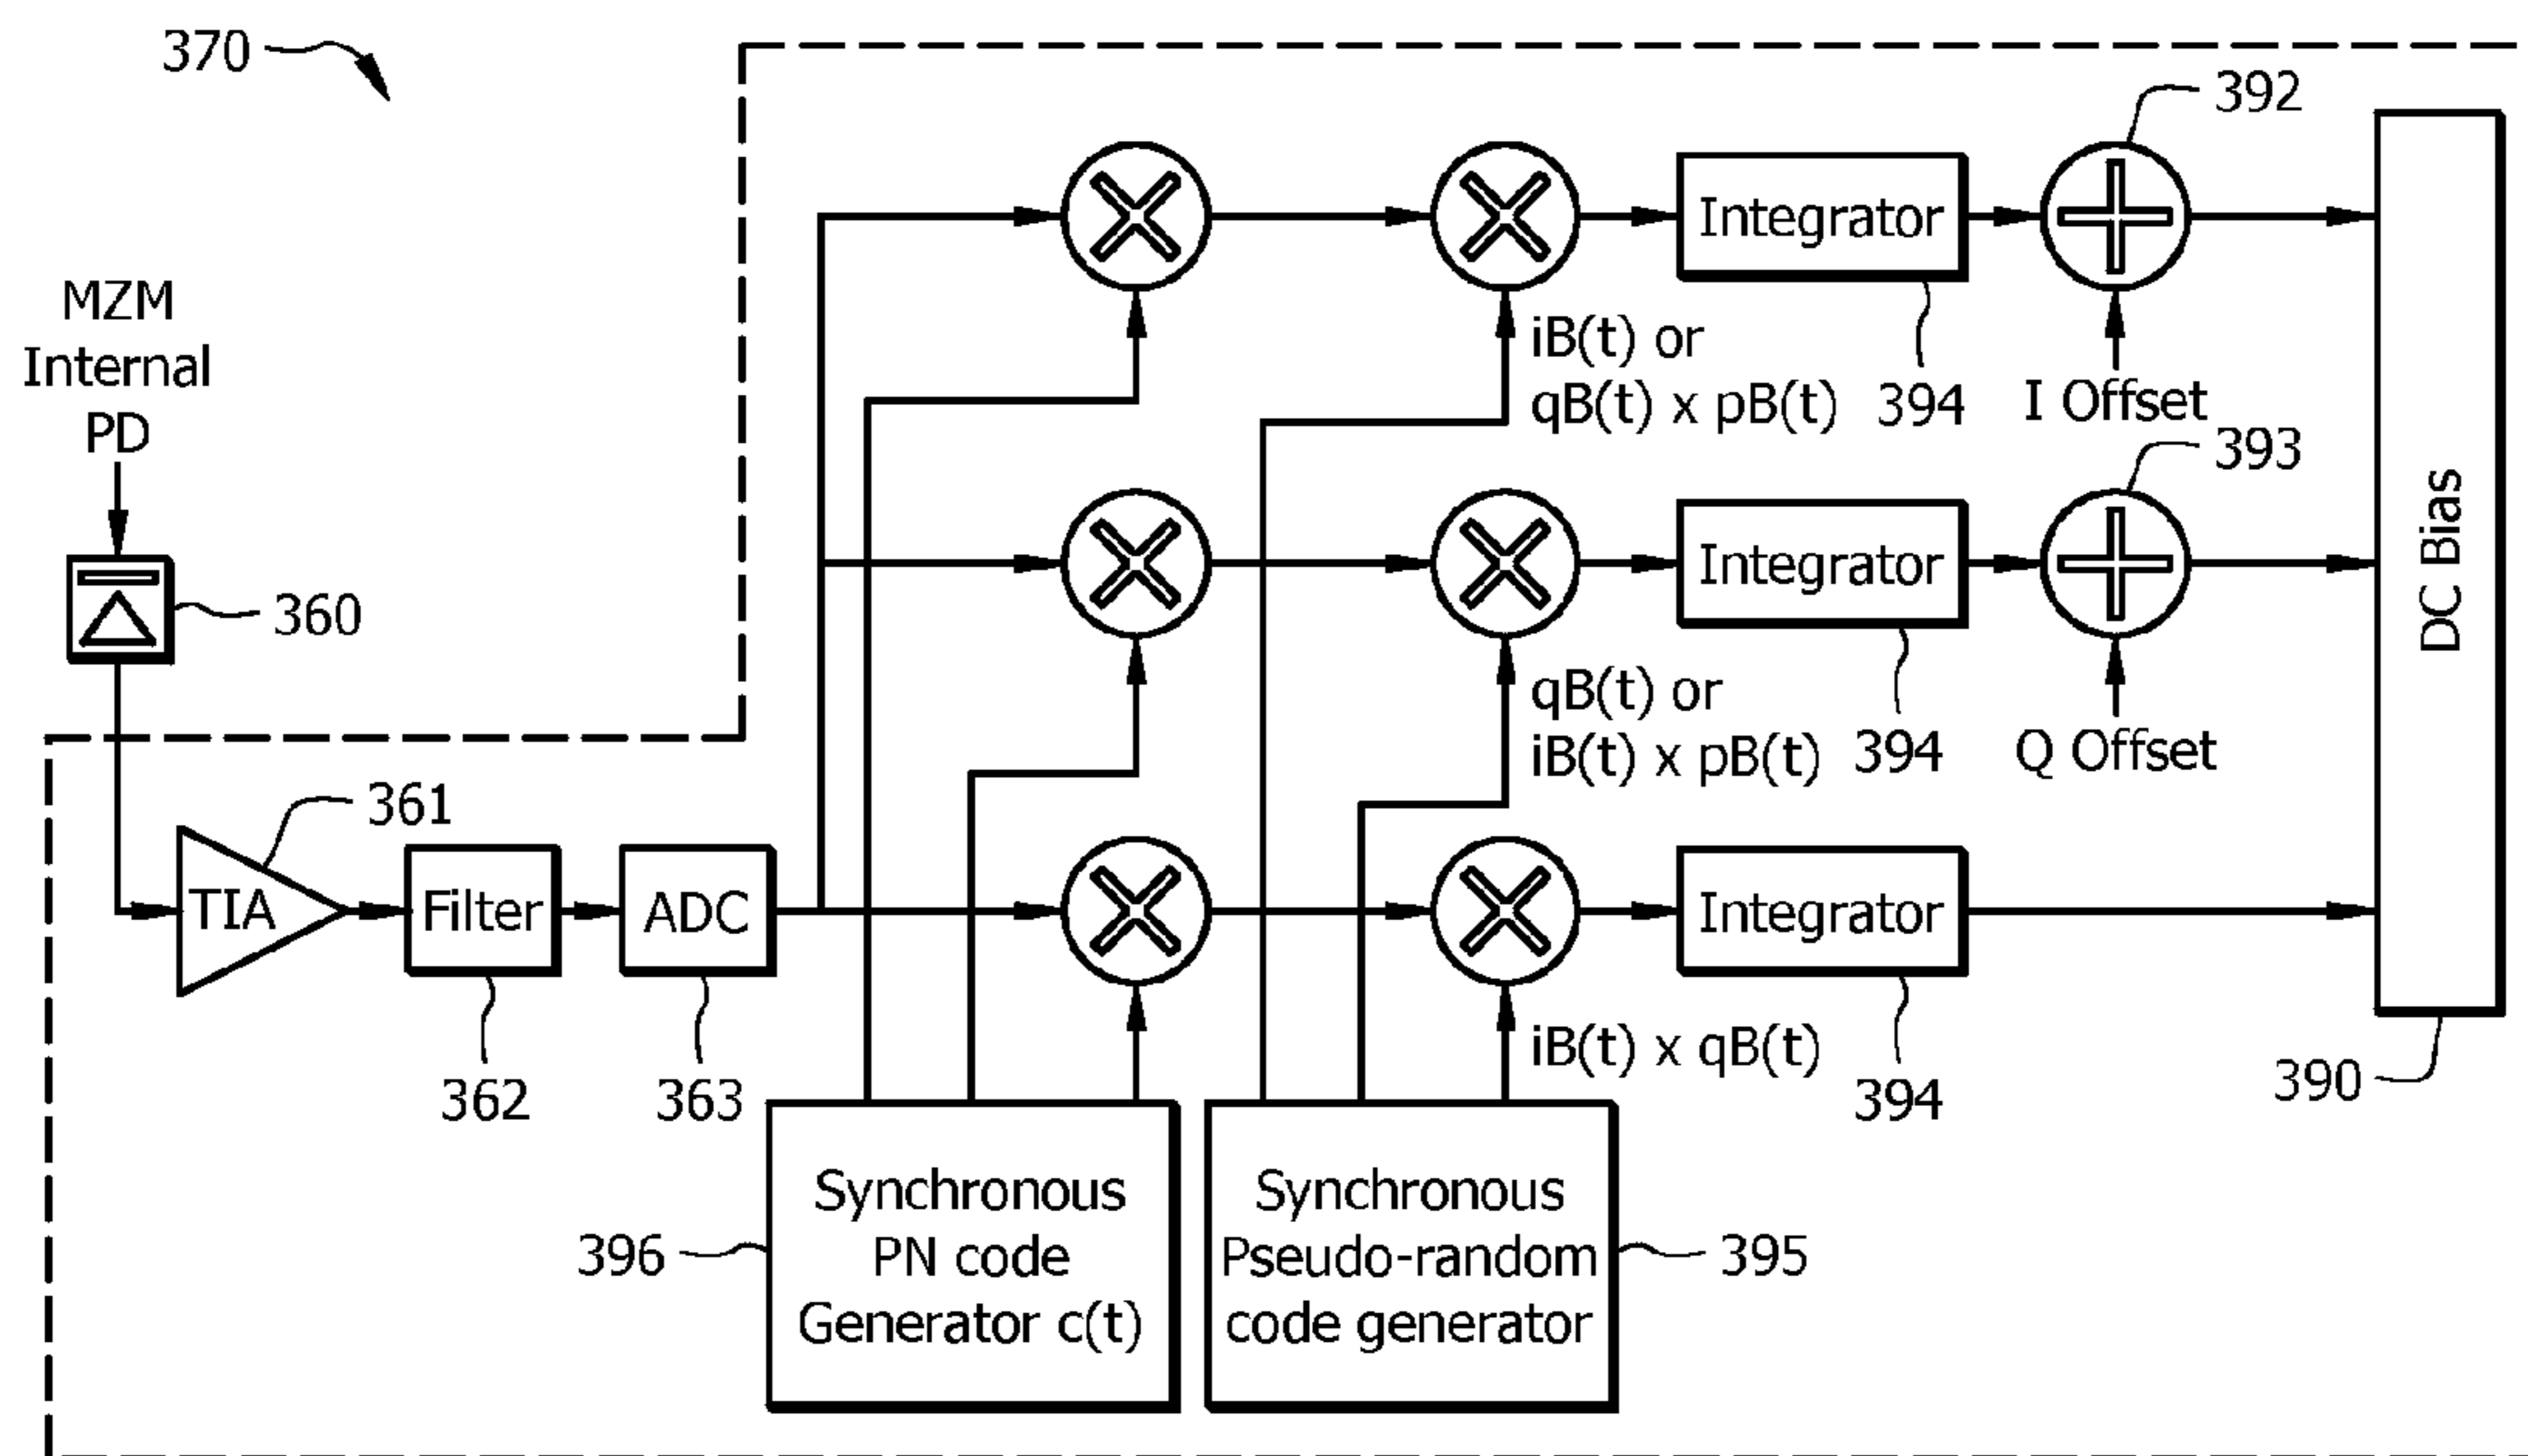 370
392
MZM
Internal
PD
Integrator
iB(t) or
qB(t) x pB(t)
394
I Offset
393
360
Integrator
DC Bias
qB(t) or
iB(t) x pB(t)
394
Q Offset
361
TIA
Filter
ADC
Integrator
iB(t) x qB(t)
362
363
394
390
Synchronous
PN code
Generator c(t)
396
Synchronous
Pseudo-random
code generator
395